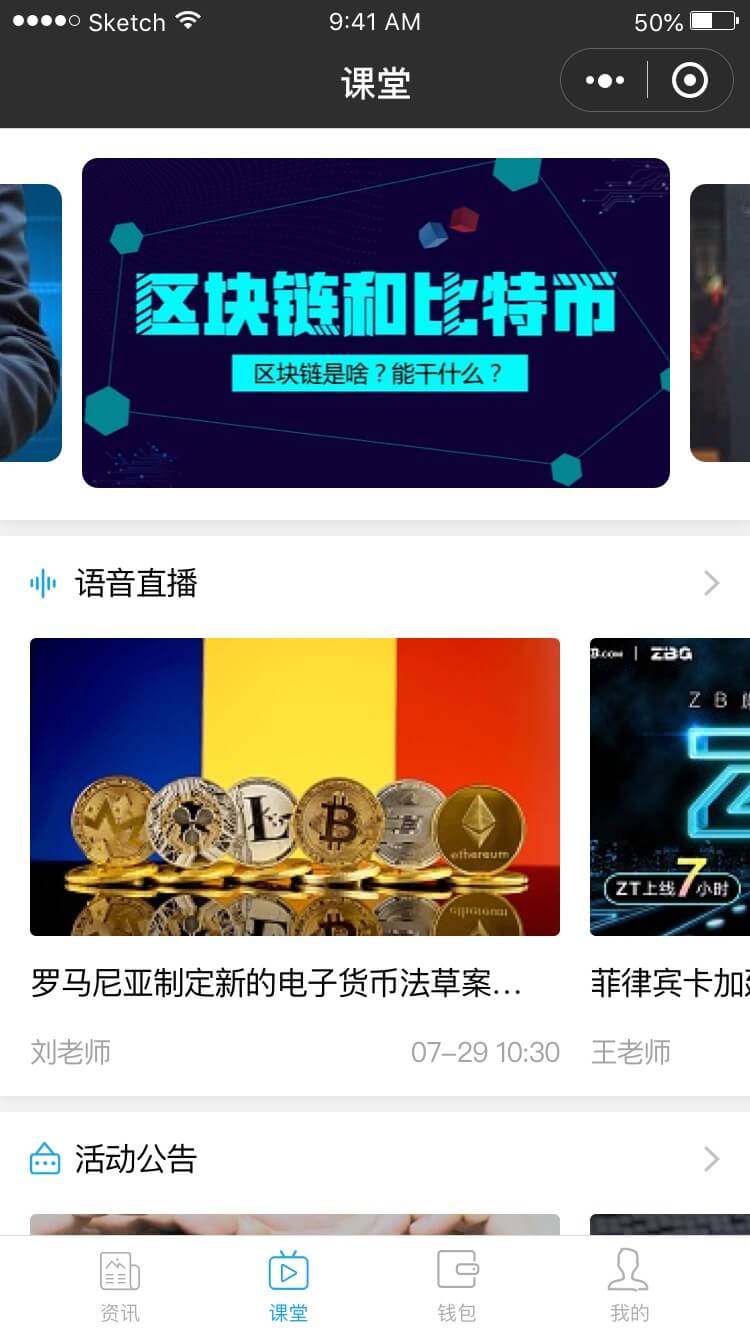 Sketch 9:41 AM 50%
课堂
区块链和比特币
区块链是啥？能干什么？
语音直播
ZBG
ethereum
ZT上线7小时
罗马尼亚制定新的电子货币法草案...
菲律宾卡加
刘老师 07-29 10:30 王老师
活动公告
资讯 课堂 钱包 我的